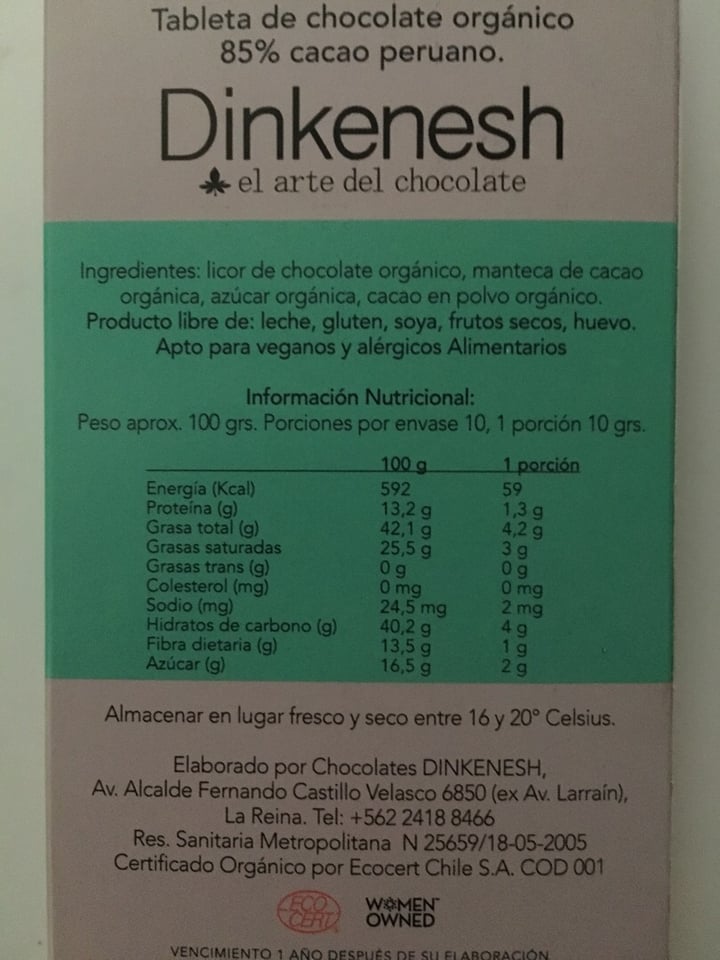 Tableta de chocolate orgánico
85% cacao peruano.
Dinkenesh
el arte del chocolate
Ingredientes: licor de chocolate orgánico, manteca de cacao
orgánica, azúcar orgánica, cacao en polvo orgánico.
Producto libre de: leche, gluten, soya, frutos secos, huevo.
Apto para veganos y alérgicos Alimentarios
Información Nutricional:
Peso aprox. 100 grs. Porciones por envase 10, 1 porción 10 grs.
100 g 1 porción
Energía (Kcal) 592 59
Proteína (g) 13,2 g 1,3 g
Grasa total (g) 42,1 g 4,2 g
Grasas saturadas 25,5 g 3 g
Grasas trans (g) 0 g 0 g
Colesterol (mg) 0 mg 0 mg
Sodio (mg) 24,5 mg 2 mg
Hidratos de carbono (g) 40,2 g 4 g
Fibra dietaria (g) 13,5 g 1 g
Azúcar (g) 16,5 g 2 g
Almacenar en lugar fresco y seco entre 16 y 20° Celsius.
Elaborado por Chocolates DINKENESH,
Av. Alcalde Fernando Castillo Velasco 6850 (ex Av. Larraín),
La Reina. Tel: +562 2418 8466
Res. Sanitaria Metropolitana N 25659/18-05-2005
Certificado Orgánico por Ecocert Chile S.A. COD 001
ECO
CERT
WOMEN
OWNED
VENCIMIENTO 1 AÑO DESPUÉS DE SU ELABORACIÓN